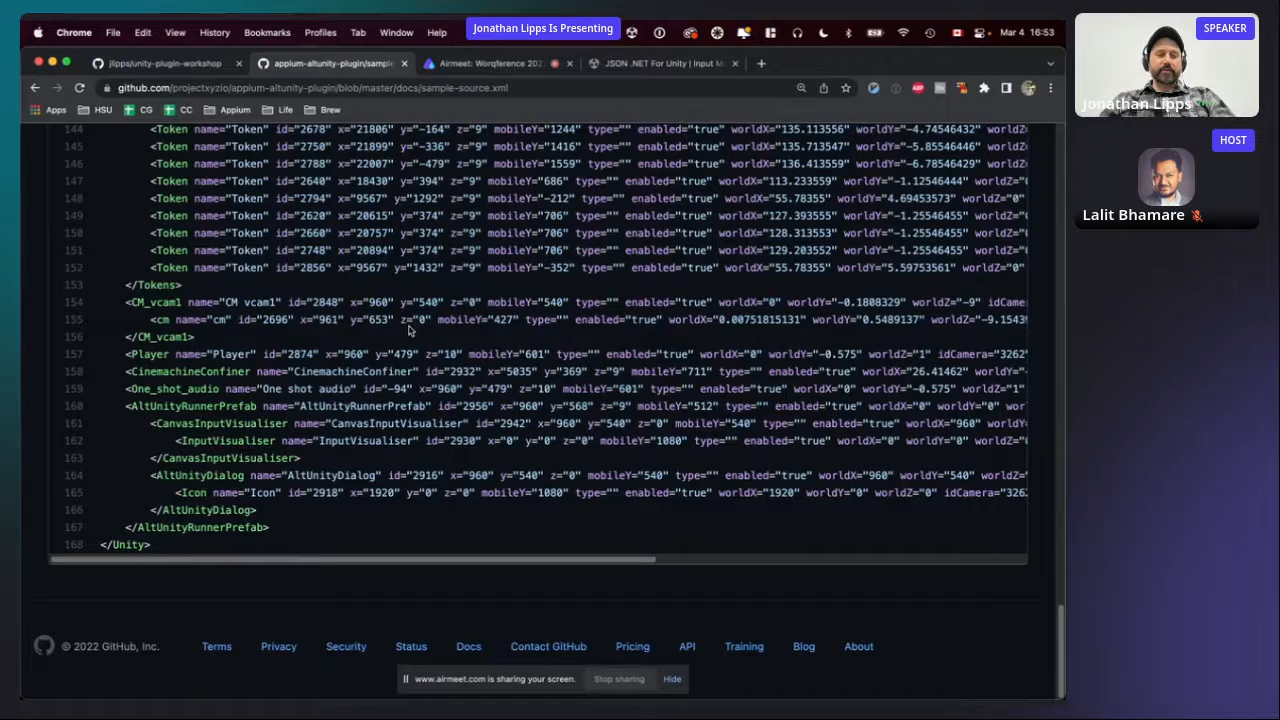 Chrome File Edit View History Bookmarks Profiles Tab Window Help
Jonathan Lipps Is Presenting
Mar 4 16:53
jlipps/unity-plugin-workshop
appium-altunity-plugin/sample
Airmeet: Worqference 202
JSON .NET For Unity | Input M
github.com/projectxyzio/appium-altunity-plugin/blob/master/docs/sample-source.xml
Apps HSU CG CC Appium Life Brew
144 <Token name="Token" id="2678" x="21806" y="-164" z="9" mobileY="1244" type="" enabled="true" worldX="135.113556" worldY="-4.74546432" worldZ=
145 <Token name="Token" id="2750" x="21899" y="-336" z="9" mobileY="1416" type="" enabled="true" worldX="135.713547" worldY="-5.85546446" worldZ=
146 <Token name="Token" id="2788" x="22007" y="-479" z="9" mobileY="1559" type="" enabled="true" worldX="136.413559" worldY="-6.78546429" worldZ=
147 <Token name="Token" id="2640" x="18430" y="394" z="9" mobileY="686" type="" enabled="true" worldX="113.233559" worldY="-1.12546444" worldZ="0
148 <Token name="Token" id="2794" x="9567" y="1292" z="9" mobileY="-212" type="" enabled="true" worldX="55.78355" worldY="4.69453573" worldZ="0"
149 <Token name="Token" id="2620" x="20615" y="374" z="9" mobileY="706" type="" enabled="true" worldX="127.393555" worldY="-1.25546455" worldZ="0
150 <Token name="Token" id="2660" x="20757" y="374" z="9" mobileY="706" type="" enabled="true" worldX="128.313553" worldY="-1.25546455" worldZ="0
151 <Token name="Token" id="2748" x="20894" y="374" z="9" mobileY="706" type="" enabled="true" worldX="129.203552" worldY="-1.25546455" worldZ="0
152 <Token name="Token" id="2856" x="9567" y="1432" z="9" mobileY="-352" type="" enabled="true" worldX="55.78355" worldY="5.59753561" worldZ="0"
153 </Tokens>
154 <CM_vcam1 name="CM vcam1" id="2848" x="960" y="540" z="0" mobileY="540" type="" enabled="true" worldX="0" worldY="-0.1808329" worldZ="-9" idCamer
155 <cm name="cm" id="2696" x="961" y="653" z="0" mobileY="427" type="" enabled="true" worldX="0.00751815131" worldY="0.5489137" worldZ="-9.15439
156 </CM_vcam1>
157 <Player name="Player" id="2874" x="960" y="479" z="10" mobileY="601" type="" enabled="true" worldX="0" worldY="-0.575" worldZ="1" idCamera="3262
158 <CinemachineConfiner name="CinemachineConfiner" id="2932" x="5035" y="369" z="9" mobileY="711" type="" enabled="true" worldX="26.41462" worldY="
159 <One_shot_audio name="One shot audio" id="-94" x="960" y="479" z="10" mobileY="601" type="" enabled="true" worldX="0" worldY="-0.575" worldZ="1"
160 <AltUnityRunnerPrefab name="AltUnityRunnerPrefab" id="2956" x="960" y="568" z="9" mobileY="512" type="" enabled="true" worldX="0" worldY="0" wor
161 <CanvasInputVisualiser name="CanvasInputVisualiser" id="2942" x="960" y="540" z="0" mobileY="540" type="" enabled="true" worldX="960" worldY="
162 <InputVisualiser name="InputVisualiser" id="2930" x="0" y="0" z="0" mobileY="1080" type="" enabled="true" worldX="0" worldY="0" worldZ="0"
163 </CanvasInputVisualiser>
164 <AltUnityDialog name="AltUnityDialog" id="2916" x="960" y="540" z="0" mobileY="540" type="" enabled="true" worldX="960" worldY="540" worldZ="
165 <Icon name="Icon" id="2918" x="1920" y="0" z="0" mobileY="1080" type="" enabled="true" worldX="1920" worldY="0" worldZ="0" idCamera="3262
166 </AltUnityDialog>
167 </AltUnityRunnerPrefab>
168 </Unity>
© 2022 GitHub, Inc. Terms Privacy Security Status Docs Contact GitHub Pricing API Training Blog About
www.airmeet.com is sharing your screen. Stop sharing Hide
SPEAKER
Jonathan Lipps
HOST
Lalit Bhamare